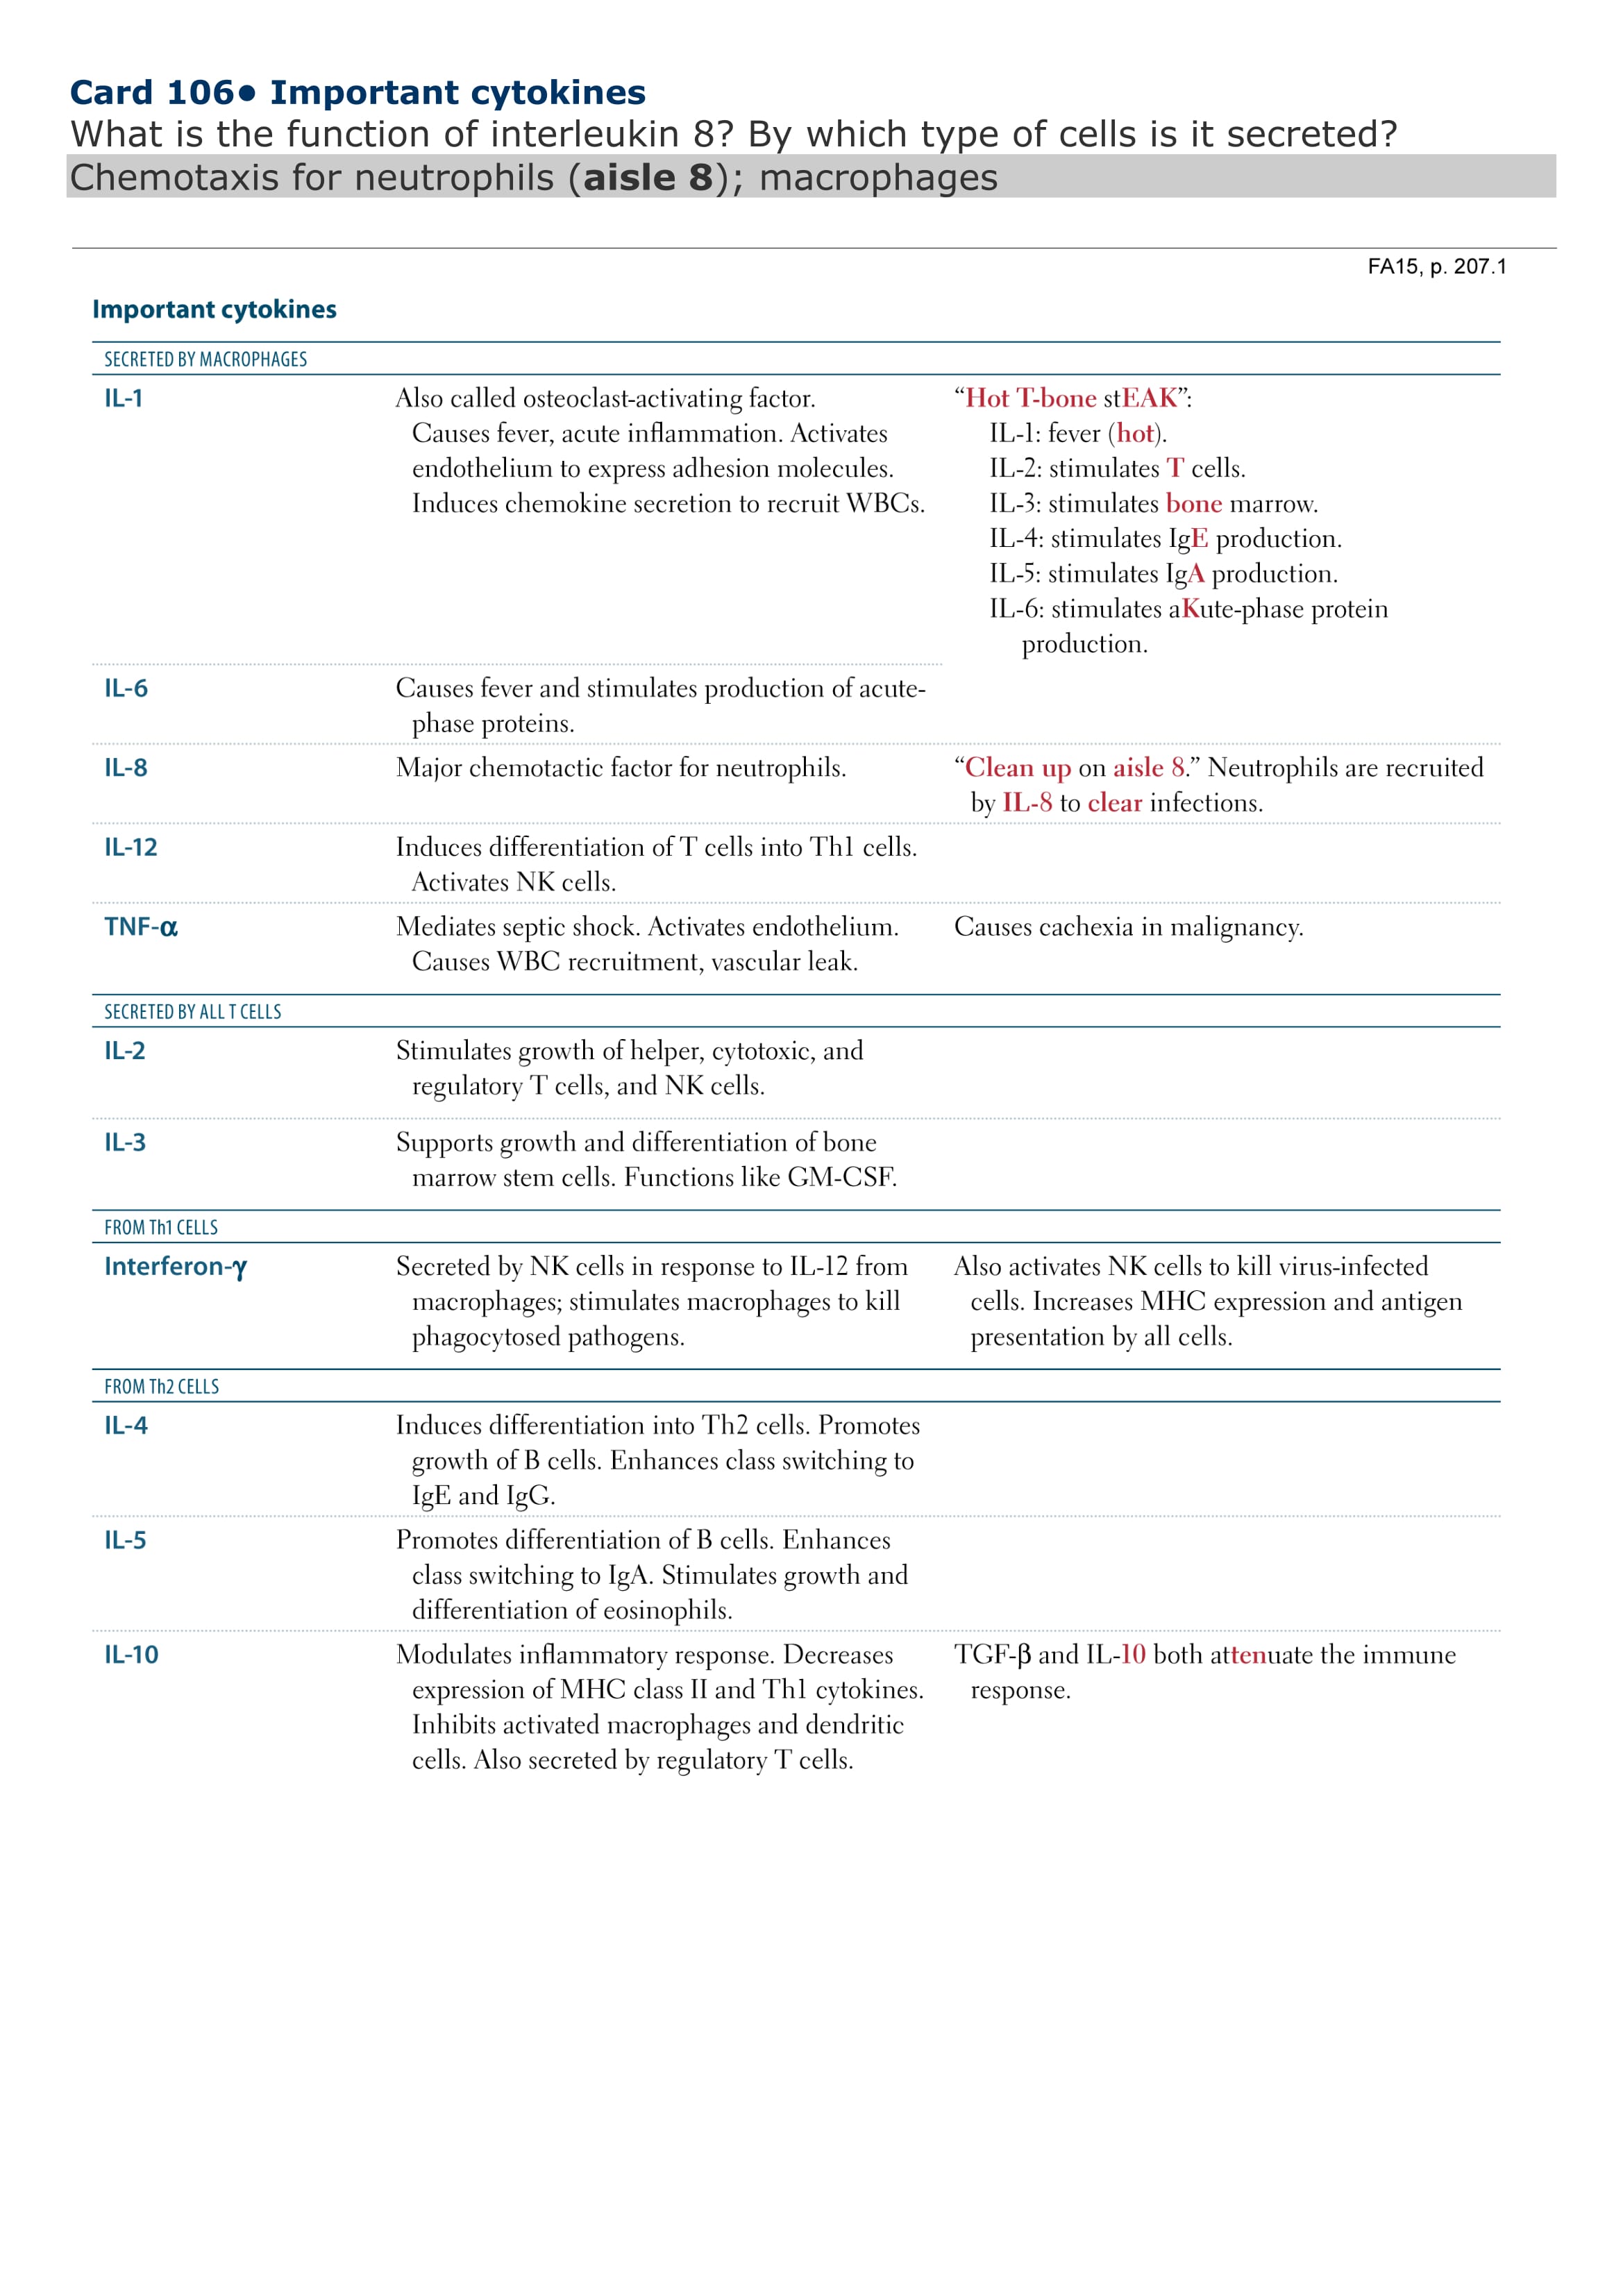 Card 106• Important cytokines
What is the function of interleukin 8? By which type of cells is it secreted?
Chemotaxis for neutrophils (aisle 8); macrophages
FA15, p. 207.1
Important cytokines
SECRETED BY MACROPHAGES
IL-1
Also called osteoclast-activating factor.
Causes fever, acute inflammation. Activates
endothelium to express adhesion molecules.
Induces chemokine secretion to recruit WBCs.
“Hot T-bone stEAK”:
IL-1: fever (hot).
IL-2: stimulates T cells.
IL-3: stimulates bone marrow.
IL-4: stimulates IgE production.
IL-5: stimulates IgA production.
IL-6: stimulates aKute-phase protein
production.
IL-6
Causes fever and stimulates production of acute-
phase proteins.
IL-8
Major chemotactic factor for neutrophils.
“Clean up on aisle 8.” Neutrophils are recruited
by IL-8 to clear infections.
IL-12
Induces differentiation of T cells into Th1 cells.
Activates NK cells.
TNF-α
Mediates septic shock. Activates endothelium.
Causes WBC recruitment, vascular leak.
Causes cachexia in malignancy.
SECRETED BY ALL T CELLS
IL-2
Stimulates growth of helper, cytotoxic, and
regulatory T cells, and NK cells.
IL-3
Supports growth and differentiation of bone
marrow stem cells. Functions like GM-CSF.
FROM Th1 CELLS
Interferon-γ
Secreted by NK cells in response to IL-12 from
macrophages; stimulates macrophages to kill
phagocytosed pathogens.
Also activates NK cells to kill virus-infected
cells. Increases MHC expression and antigen
presentation by all cells.
FROM Th2 CELLS
IL-4
Induces differentiation into Th2 cells. Promotes
growth of B cells. Enhances class switching to
IgE and IgG.
IL-5
Promotes differentiation of B cells. Enhances
class switching to IgA. Stimulates growth and
differentiation of eosinophils.
IL-10
Modulates inflammatory response. Decreases
expression of MHC class II and Th1 cytokines.
Inhibits activated macrophages and dendritic
cells. Also secreted by regulatory T cells.
TGF-β and IL-10 both attenuate the immune
response.